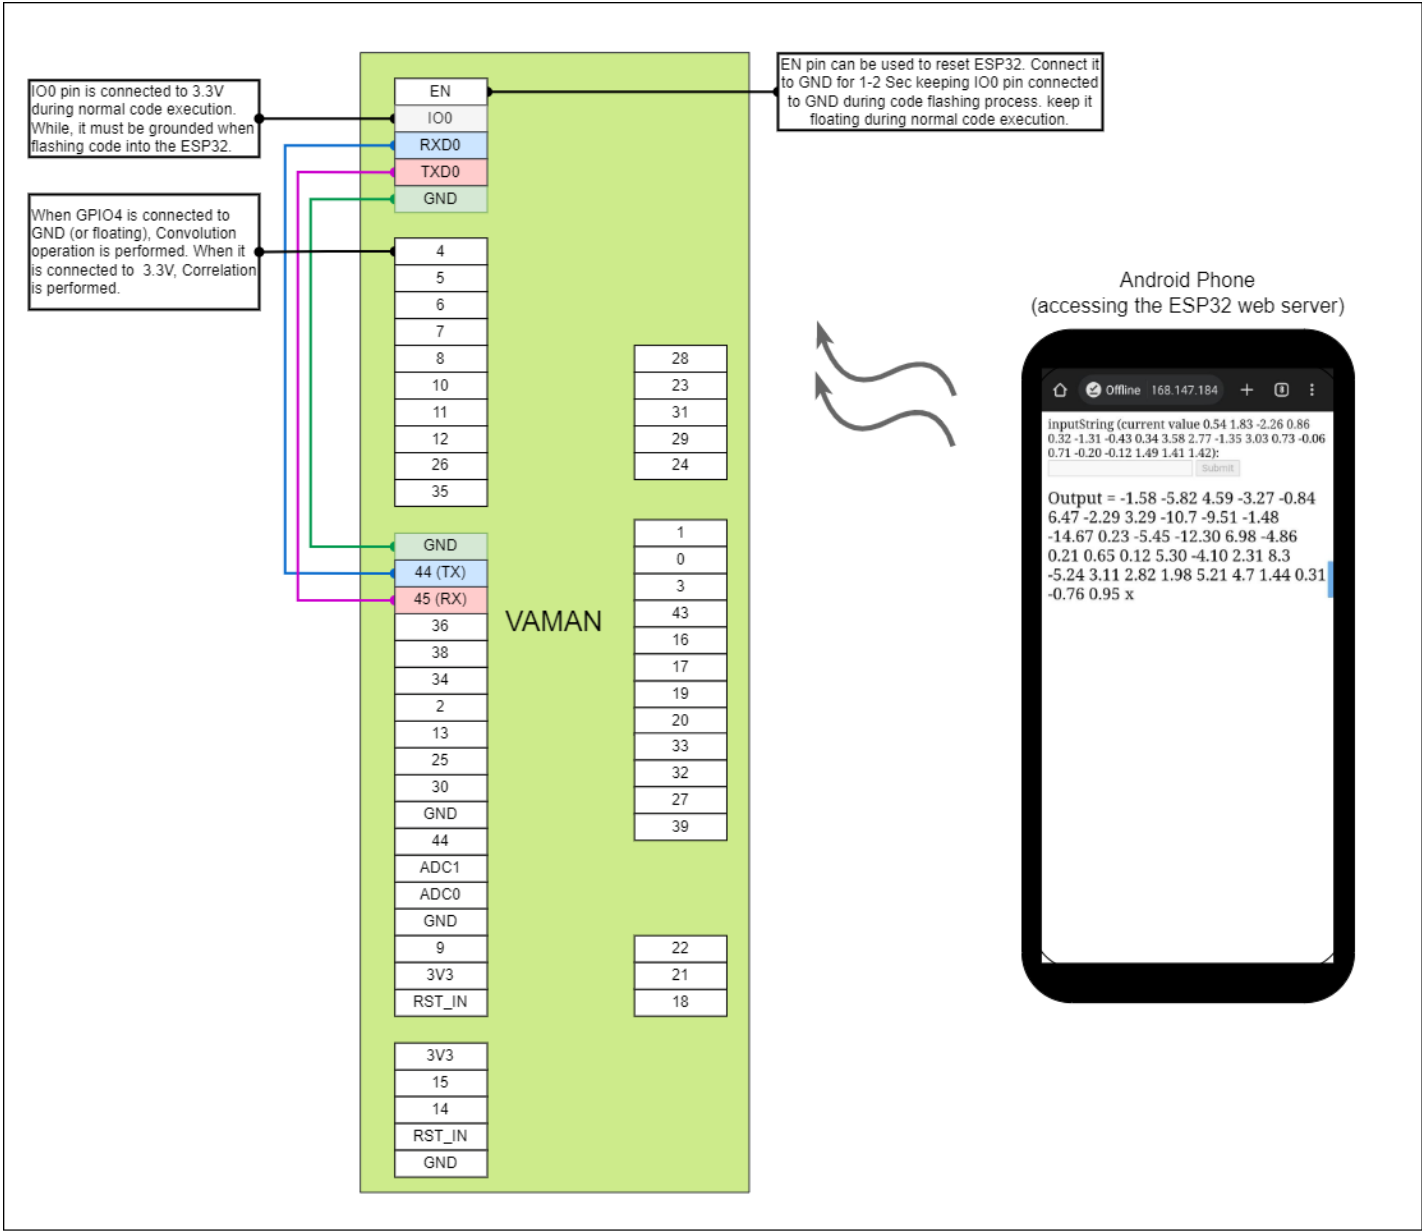 IO0 pin is connected to 3.3V
during normal code execution.
While, it must be grounded when
flashing code into the ESP32.
When GPIO4 is connected to
GND (or floating), Convolution
operation is performed. When it
is connected to 3.3V, Correlation
is performed.
EN
IO0
RXD0
TXD0
GND
4
5
6
7
8
10
11
12
26
35
GND
44 (TX)
45 (RX)
36
38
34
2
13
25
30
GND
44
ADC1
ADC0
GND
9
3V3
RST_IN
3V3
15
14
RST_IN
GND
VAMAN
28
23
31
29
24
1
0
3
43
16
17
19
20
33
32
27
39
22
21
18
EN pin can be used to reset ESP32. Connect it
to GND for 1-2 Sec keeping IO0 pin connected
to GND during code flashing process. keep it
floating during normal code execution.
Android Phone
(accessing the ESP32 web server)
Offline 168.147.184
inputString (current value 0.54 1.83 -2.26 0.86
0.32 -1.31 -0.43 0.34 3.58 2.77 -1.35 3.03 0.73 -0.06
0.71 -0.20 -0.12 1.49 1.41 1.42):
Submit
Output = -1.58 -5.82 4.59 -3.27 -0.84
6.47 -2.29 3.29 -10.7 -9.51 -1.48
-14.67 0.23 -5.45 -12.30 6.98 -4.86
0.21 0.65 0.12 5.30 -4.10 2.31 8.3
-5.24 3.11 2.82 1.98 5.21 4.7 1.44 0.31
-0.76 0.95 x